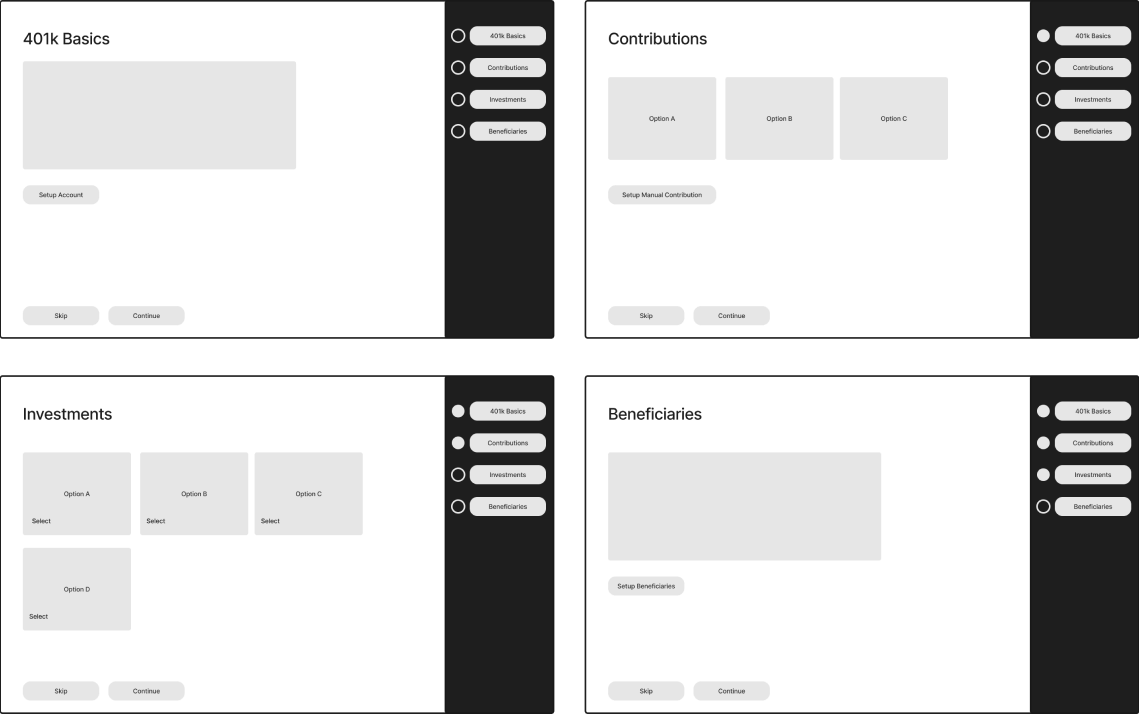 401k Basics
Setup Account
Skip
Continue
401k Basics
Contributions
Investments
Beneficiaries
Contributions
Option A
Option B
Option C
Setup Manual Contribution
Skip
Continue
401k Basics
Contributions
Investments
Beneficiaries
Investments
Option A
Option B
Option C
Select
Select
Select
Option D
Select
Skip
Continue
401k Basics
Contributions
Investments
Beneficiaries
Beneficiaries
Setup Beneficiaries
Skip
Continue
401k Basics
Contributions
Investments
Beneficiaries